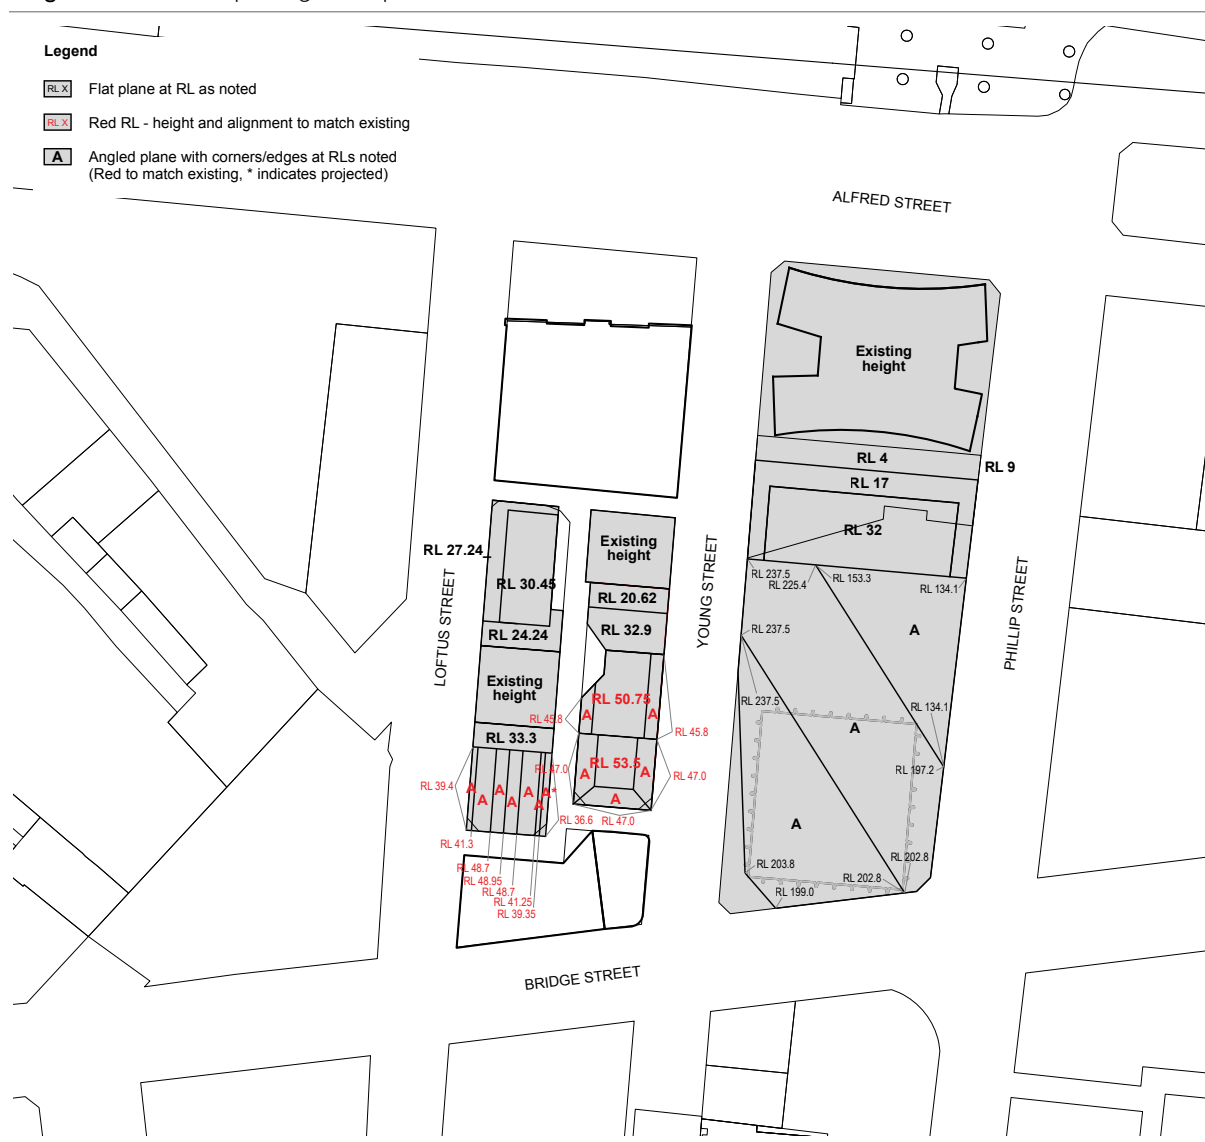 Legend
RL X Flat plane at RL as noted
RL X Red RL - height and alignment to match existing
A Angled plane with corners/edges at RLs noted
(Red to match existing, * indicates projected)
ALFRED STREET
Existing
height
RL 4
RL 9
RL 17
RL 32
RL 27.24
RL 30.45
RL 24.24
Existing
height
RL 33.3
Existing
height
RL 20.62
RL 32.9
RL 50.75
RL 53.5
LOFTUS STREET
YOUNG STREET
PHILLIP STREET
RL 237.5
RL 225.4
RL 153.3
RL 134.1
A
RL 237.5
RL 237.5
RL 134.1
A
RL 197.2
A
RL 202.8
RL 203.8
RL 202.8
RL 199.0
RL 45.8
A
A
RL 45.8
RL 47.0
A
A
RL 47.0
A
RL 47.0
RL 39.4
A
A
A
A
A
A
A*
RL 36.6
RL 41.3
RL 48.7
RL 48.95
RL 48.7
RL 41.25
RL 39.35
BRIDGE STREET